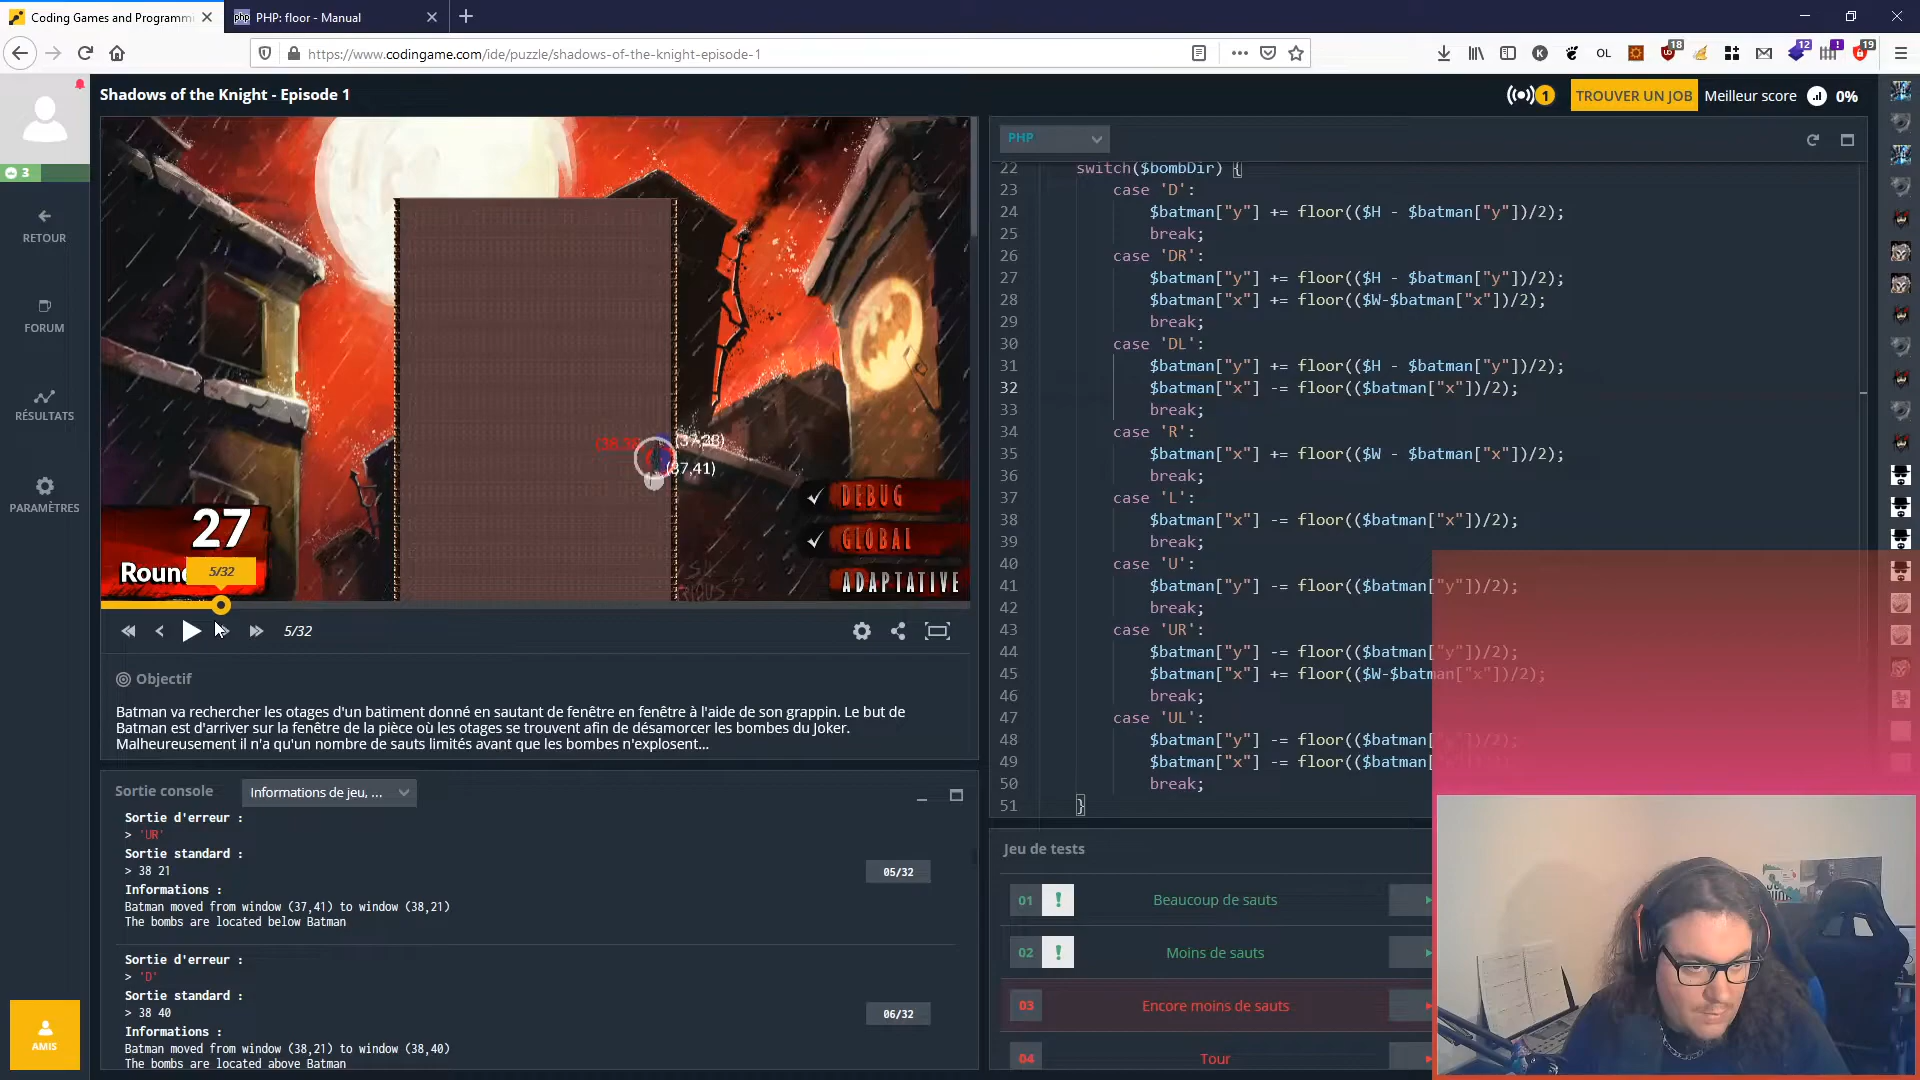 Coding Games and Programmi
PHP: floor - Manual
https://www.codingame.com/ide/puzzle/shadows-of-the-knight-episode-1
OL
18
12
!
19
Shadows of the Knight - Episode 1
1
TROUVER UN JOB
Meilleur score
0%
3
RETOUR
FORUM
RÉSULTATS
PARAMÈTRES
AMIS
(37,41)
DEBUG
GLOBAL
ADAPTATIVE
27
5/32
5/32
Objectif
Batman va rechercher les otages d'un batiment donné en sautant de fenêtre en fenêtre à l'aide de son grappin. Le but de
Batman est d'arriver sur la fenêtre de la pièce où les otages se trouvent afin de désamorcer les bombes du Joker.
Malheureusement il n'a qu'un nombre de sauts limités avant que les bombes n'explosent...
Sortie console
Informations de jeu, ...
Sortie d'erreur :
> 'UR'
Sortie standard :
> 38 21
05/32
Informations :
Batman moved from window (37,41) to window (38,21)
The bombs are located below Batman
Sortie d'erreur :
> 'D'
Sortie standard :
> 38 40
06/32
Informations :
Batman moved from window (38,21) to window (38,40)
The bombs are located above Batman
PHP
22 switch($bombDir) {
23 case 'D':
24 $batman["y"] += floor(($H - $batman["y"])/2);
25 break;
26 case 'DR':
27 $batman["y"] += floor(($H - $batman["y"])/2);
28 $batman["x"] += floor(($W-$batman["x"])/2);
29 break;
30 case 'DL':
31 $batman["y"] += floor(($H - $batman["y"])/2);
32 $batman["x"] -= floor(($batman["x"])/2);
33 break;
34 case 'R':
35 $batman["x"] += floor(($W - $batman["x"])/2);
36 break;
37 case 'L':
38 $batman["x"] -= floor(($batman["x"])/2);
39 break;
40 case 'U':
41 $batman["y"] -= floor(($batman["y"])/2);
42 break;
43 case 'UR':
44 $batman["y"] -= floor(($batman["y"])/2);
45 $batman["x"] += floor(($W-$batman["x"])/2);
46 break;
47 case 'UL':
48 $batman["y"] -= floor(($batman["y"])/2);
49 $batman["x"] -= floor(($batman[
50 break;
51 }
Jeu de tests
01 ! Beaucoup de sauts
02 ! Moins de sauts
03 Encore moins de sauts
04 Tour